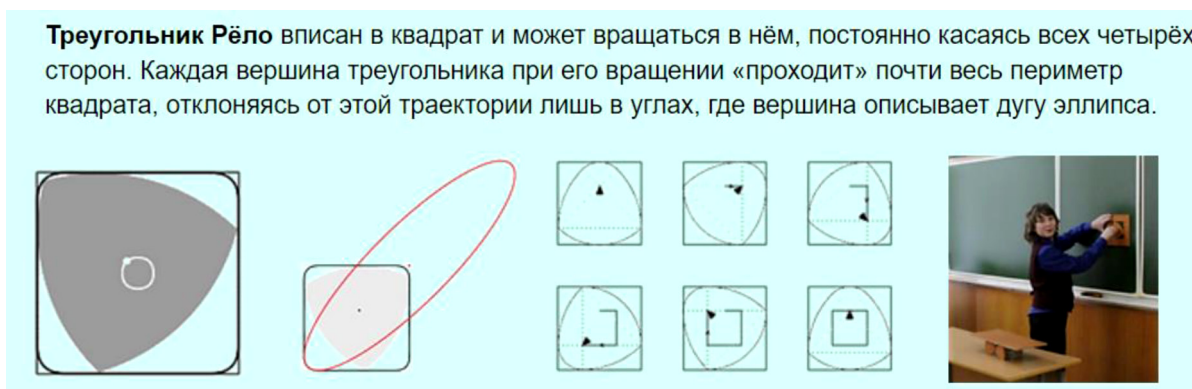 Треугольник Рёло вписан в квадрат и может вращаться в нём, постоянно касаясь всех четырёх
сторон. Каждая вершина треугольника при его вращении «проходит» почти весь периметр
квадрата, отклоняясь от этой траектории лишь в углах, где вершина описывает дугу эллипса.